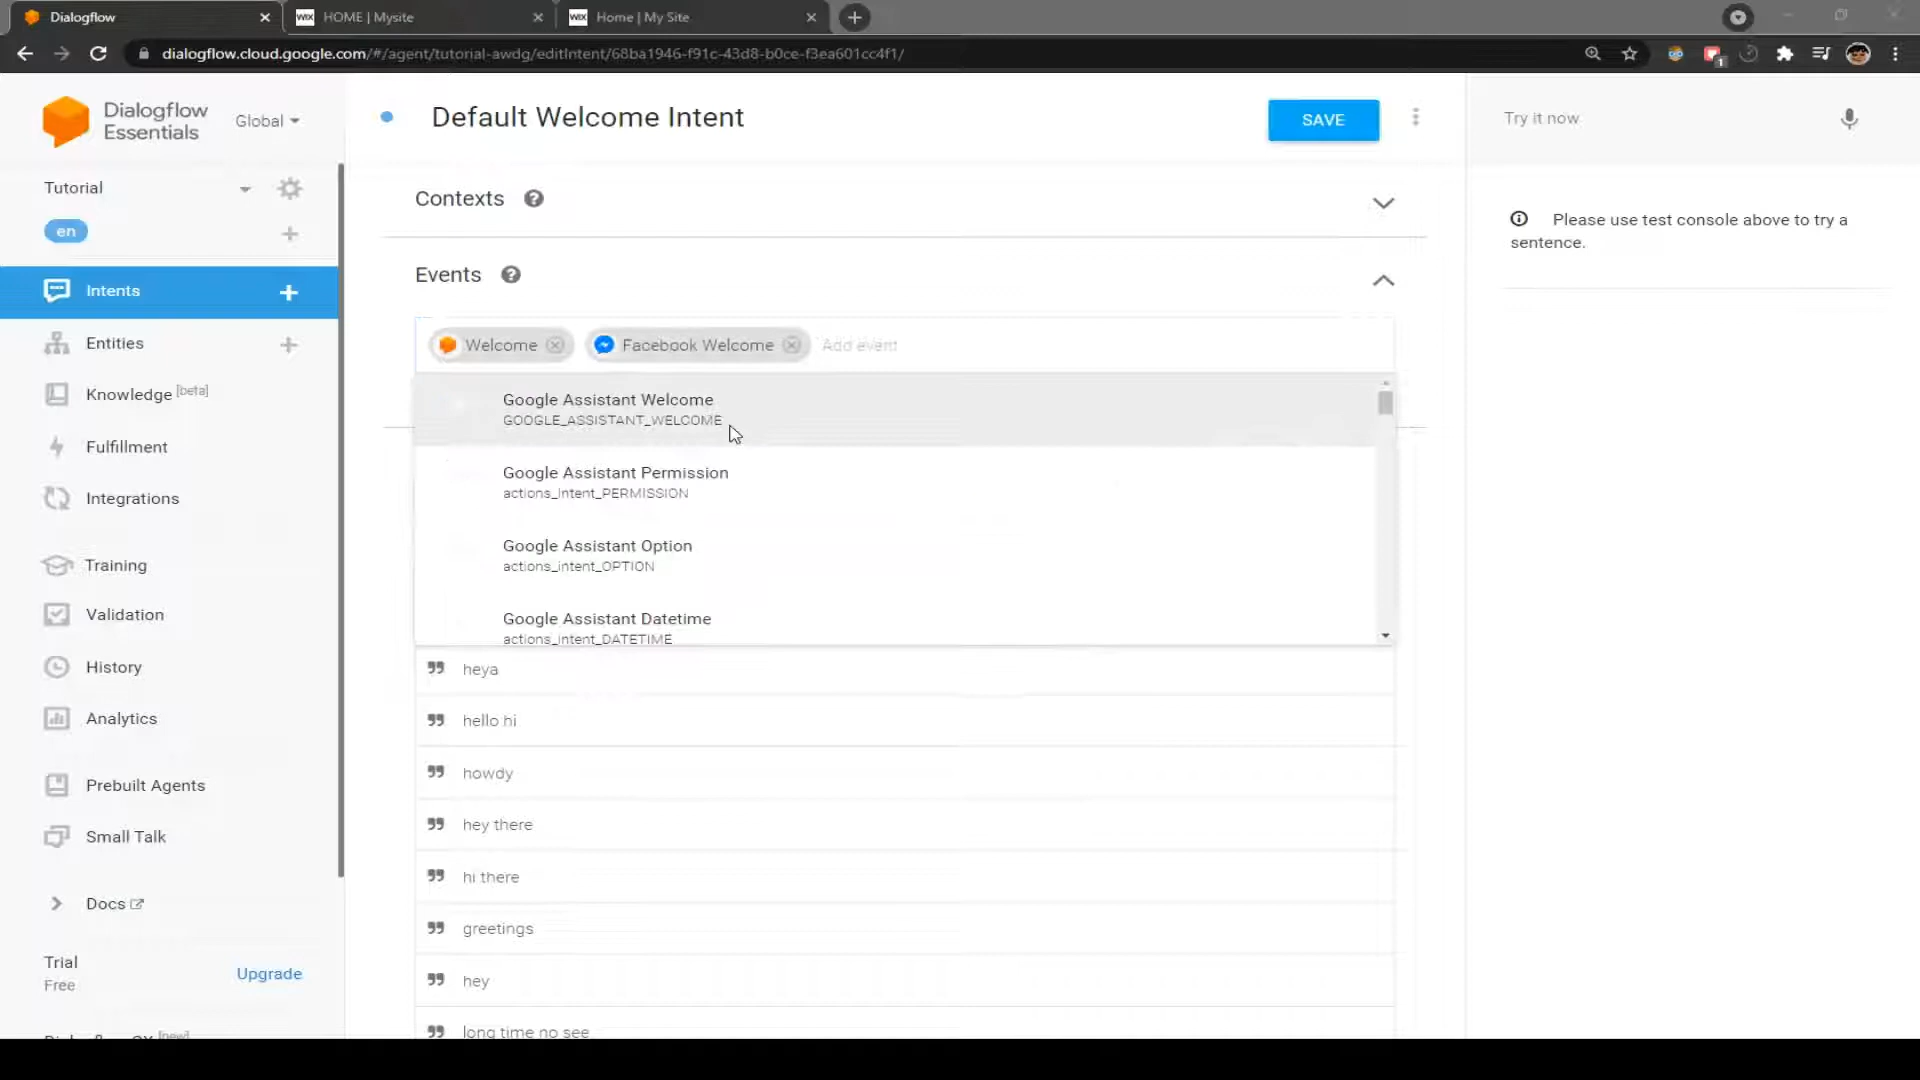 Dialogflow
HOME | Mysite
Home | My Site
dialogflow.cloud.google.com/#/agent/tutorial-awdg/editIntent/68ba1946-f91c-43d8-b0ce-f3ea601cc4f1/
1
Dialogflow
Essentials
Global
Default Welcome Intent
SAVE
Try it now
Tutorial
en
Contexts
Please use test console above to try a
sentence.
Events
Intents
Entities
Knowledge [beta]
Fulfillment
Integrations
Training
Validation
History
Analytics
Prebuilt Agents
Small Talk
Docs
Trial
Free
Upgrade
Welcome
Facebook Welcome
Add event
Google Assistant Welcome
GOOGLE_ASSISTANT_WELCOME
Google Assistant Permission
actions_intent_PERMISSION
Google Assistant Option
actions_intent_OPTION
Google Assistant Datetime
actions_intent_DATETIME
heya
hello hi
howdy
hey there
hi there
greetings
hey
long time no see